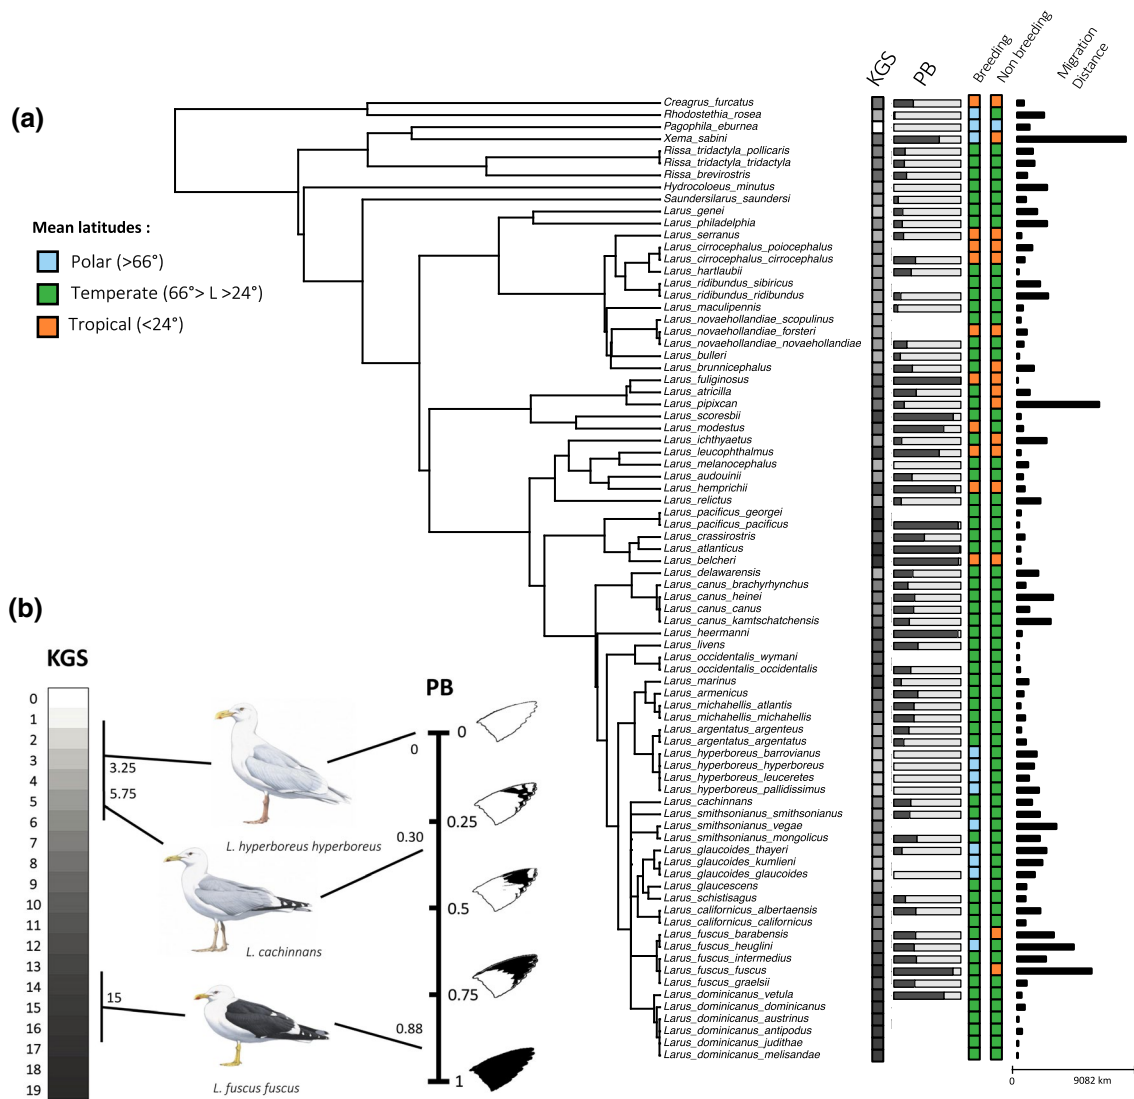 (a)
KGS
PB
Breeding
Non breeding
Migration
Distance
Mean latitudes :
Polar (>66°)
Temperate (66°> L >24°)
Tropical (<24°)
Creagrus_furcatus
Rhodostethia_rosea
Pagophila_eburnea
Xema_sabini
Rissa_tridactyla_pollicaris
Rissa_tridactyla_tridactyla
Rissa_brevirostris
Hydrocoloeus_minutus
Saundersilarus_saundersi
Larus_genei
Larus_philadelphia
Larus_serranus
Larus_cirrocephalus_poiocephalus
Larus_cirrocephalus_cirrocephalus
Larus_hartlaubii
Larus_ridibundus_sibiricus
Larus_ridibundus_ridibundus
Larus_maculipennis
Larus_novaehollandiae_scopulinus
Larus_novaehollandiae_forsteri
Larus_novaehollandiae_novaehollandiae
Larus_bulleri
Larus_brunnicephalus
Larus_fuliginosus
Larus_atricilla
Larus_pipixcan
Larus_scoresbii
Larus_modestus
Larus_ichthyaetus
Larus_leucophthalmus
Larus_melanocephalus
Larus_audouinii
Larus_hemprichii
Larus_relictus
Larus_pacificus_georgei
Larus_pacificus_pacificus
Larus_crassirostris
Larus_atlanticus
Larus_belcheri
Larus_delawarensis
Larus_canus_brachyrhynchus
Larus_canus_heinei
Larus_canus_canus
Larus_canus_kamtschatchensis
Larus_heermanni
Larus_livens
Larus_occidentalis_wymani
Larus_occidentalis_occidentalis
Larus_marinus
Larus_armenicus
Larus_michahellis_atlantis
Larus_michahellis_michahellis
Larus_argentatus_argenteus
Larus_argentatus_argentatus
Larus_hyperboreus_barrovianus
Larus_hyperboreus_hyperboreus
Larus_hyperboreus_leuceretes
Larus_hyperboreus_pallidissimus
Larus_cachinnans
Larus_smithsonianus_smithsonianus
Larus_smithsonianus_vegae
Larus_smithsonianus_mongolicus
Larus_glaucoides_thayeri
Larus_glaucoides_kumlieni
Larus_glaucoides_glaucoides
Larus_glaucescens
Larus_schistisagus
Larus_californicus_albertaensis
Larus_californicus_californicus
Larus_fuscus_barabensis
Larus_fuscus_heuglini
Larus_fuscus_intermedius
Larus_fuscus_fuscus
Larus_fuscus_graelsii
Larus_dominicanus_vetula
Larus_dominicanus_dominicanus
Larus_dominicanus_austrinus
Larus_dominicanus_antipodus
Larus_dominicanus_judithae
Larus_dominicanus_melisandae
0
9082 km
(b)
KGS
0
1
2
3
4
5
6
7
8
9
10
11
12
13
14
15
16
17
18
19
3.25
5.75
15
L. hyperboreus hyperboreus
L. cachinnans
L. fuscus fuscus
0
0.30
0.88
PB
0
0.25
0.5
0.75
1